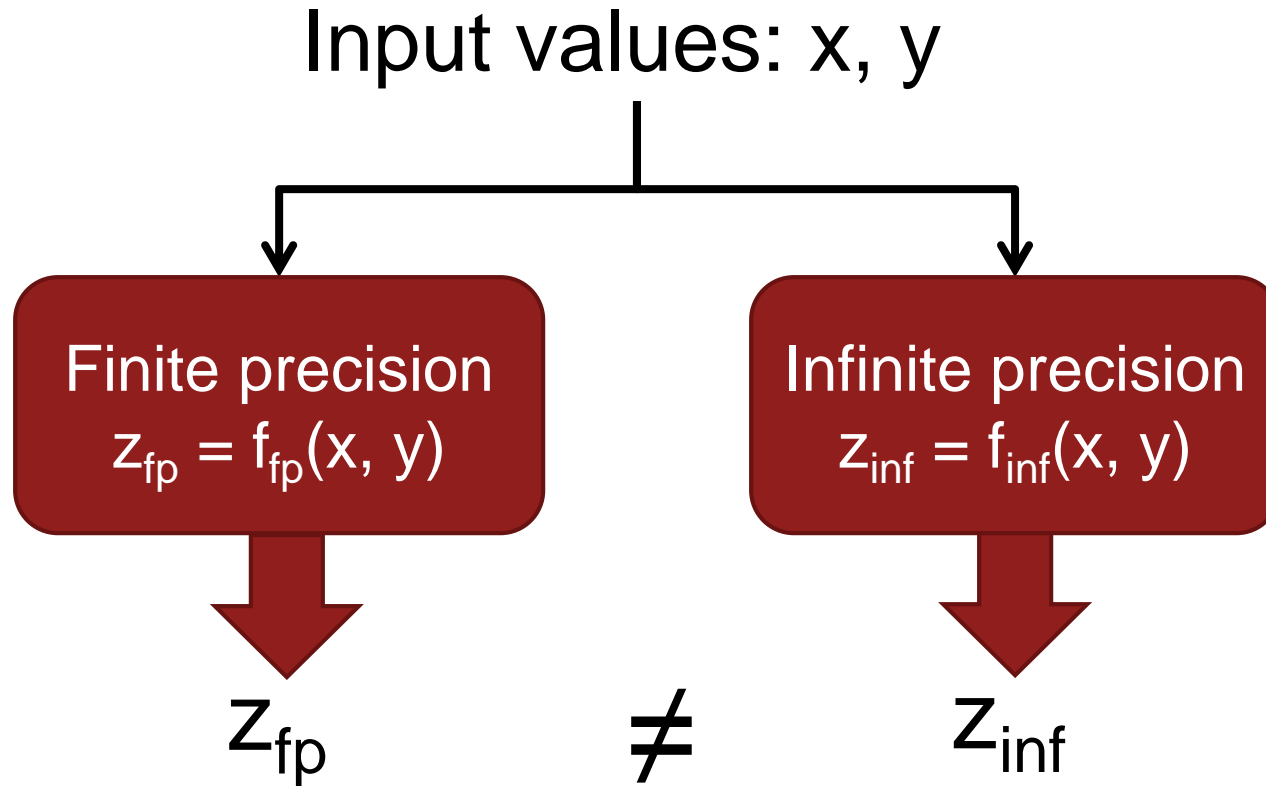 Input values: x, y
Finite precision
z_fp = f_fp(x, y)
Infinite precision
z_inf = f_inf(x, y)
z_fp ≠ z_inf